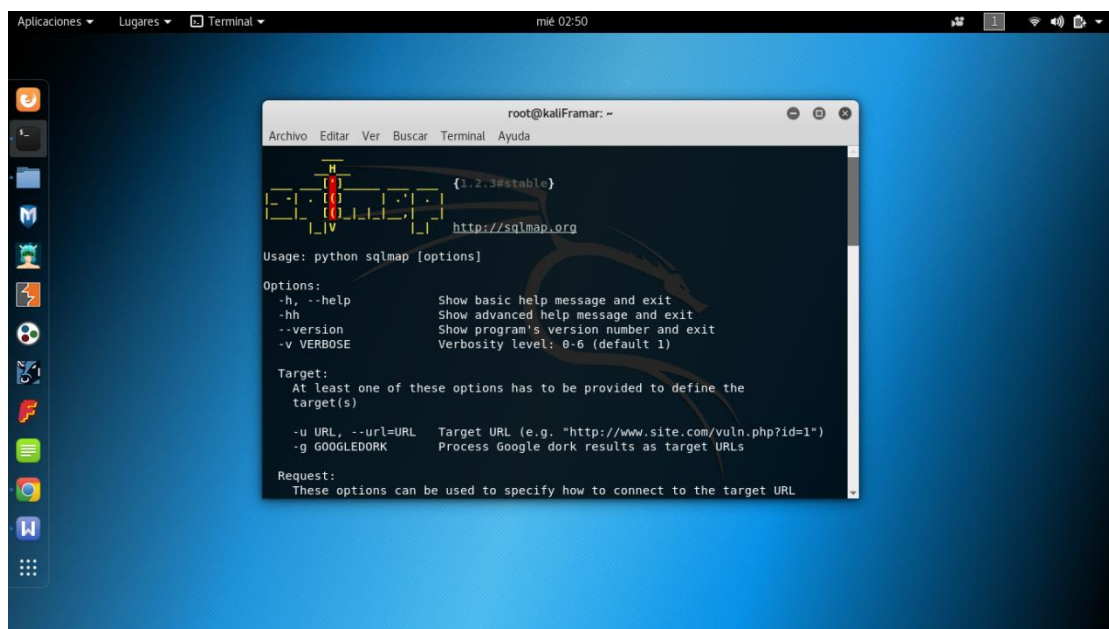 Aplicaciones Lugares Terminal mié 02:50 1
root@kaliFramar: ~
Archivo Editar Ver Buscar Terminal Ayuda
{1.2.3#stable}
http://sqlmap.org
Usage: python sqlmap [options]
Options:
-h, --help Show basic help message and exit
-hh Show advanced help message and exit
--version Show program's version number and exit
-v VERBOSE Verbosity level: 0-6 (default 1)
Target:
At least one of these options has to be provided to define the
target(s)
-u URL, --url=URL Target URL (e.g. "http://www.site.com/vuln.php?id=1")
-g GOOGLEDORK Process Google dork results as target URLs
Request:
These options can be used to specify how to connect to the target URL